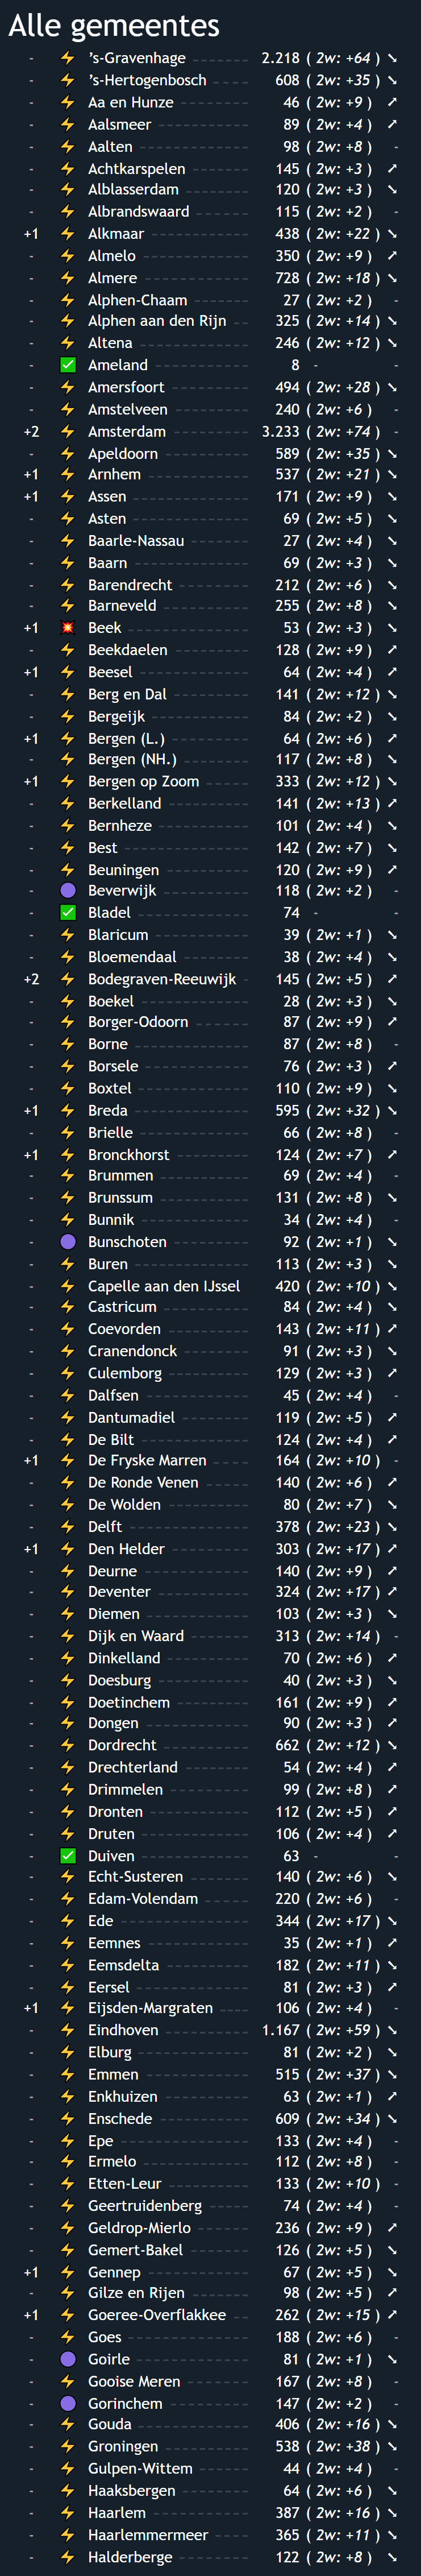 Alle gemeentes
- ⚡ ’s-Gravenhage 2.218 ( 2w: +64 ) ➘
- ⚡ ’s-Hertogenbosch 608 ( 2w: +35 ) ➘
- ⚡ Aa en Hunze 46 ( 2w: +9 ) ➚
- ⚡ Aalsmeer 89 ( 2w: +4 ) ➚
- ⚡ Aalten 98 ( 2w: +8 ) -
- ⚡ Achtkarspelen 145 ( 2w: +3 ) ➚
- ⚡ Alblasserdam 120 ( 2w: +3 ) ➘
- ⚡ Albrandswaard 115 ( 2w: +2 ) -
+1 ⚡ Alkmaar 438 ( 2w: +22 ) ➘
- ⚡ Almelo 350 ( 2w: +9 ) ➚
- ⚡ Almere 728 ( 2w: +18 ) ➘
- ⚡ Alphen-Chaam 27 ( 2w: +2 ) -
- ⚡ Alphen aan den Rijn 325 ( 2w: +14 ) ➘
- ⚡ Altena 246 ( 2w: +12 ) ➘
- ✅ Ameland 8 - -
- ⚡ Amersfoort 494 ( 2w: +28 ) ➘
- ⚡ Amstelveen 240 ( 2w: +6 ) -
+2 ⚡ Amsterdam 3.233 ( 2w: +74 ) -
- ⚡ Apeldoorn 589 ( 2w: +35 ) ➘
+1 ⚡ Arnhem 537 ( 2w: +21 ) ➘
+1 ⚡ Assen 171 ( 2w: +9 ) ➘
- ⚡ Asten 69 ( 2w: +5 ) ➘
- ⚡ Baarle-Nassau 27 ( 2w: +4 ) ➘
- ⚡ Baarn 69 ( 2w: +3 ) ➘
- ⚡ Barendrecht 212 ( 2w: +6 ) ➘
- ⚡ Barneveld 255 ( 2w: +8 ) ➘
+1 💥 Beek 53 ( 2w: +3 ) ➘
- ⚡ Beekdaelen 128 ( 2w: +9 ) ➚
+1 ⚡ Beesel 64 ( 2w: +4 ) ➚
- ⚡ Berg en Dal 141 ( 2w: +12 ) ➘
- ⚡ Bergeijk 84 ( 2w: +2 ) ➘
+1 ⚡ Bergen (L.) 64 ( 2w: +6 ) ➚
- ⚡ Bergen (NH.) 117 ( 2w: +8 ) ➘
+1 ⚡ Bergen op Zoom 333 ( 2w: +12 ) ➘
- ⚡ Berkelland 141 ( 2w: +13 ) ➚
- ⚡ Bernheze 101 ( 2w: +4 ) ➘
- ⚡ Best 142 ( 2w: +7 ) ➘
- ⚡ Beuningen 120 ( 2w: +9 ) ➚
- 🟣 Beverwijk 118 ( 2w: +2 ) -
- ✅ Bladel 74 - -
- ⚡ Blaricum 39 ( 2w: +1 ) ➘
- ⚡ Bloemendaal 38 ( 2w: +4 ) ➘
+2 ⚡ Bodegraven-Reeuwijk 145 ( 2w: +5 ) ➚
- ⚡ Boekel 28 ( 2w: +3 ) ➘
- ⚡ Borger-Odoorn 87 ( 2w: +9 ) ➚
- ⚡ Borne 87 ( 2w: +8 ) -
- ⚡ Borsele 76 ( 2w: +3 ) ➚
- ⚡ Boxtel 110 ( 2w: +9 ) ➘
+1 ⚡ Breda 595 ( 2w: +32 ) ➘
- ⚡ Brielle 66 ( 2w: +8 ) -
+1 ⚡ Bronckhorst 124 ( 2w: +7 ) ➚
- ⚡ Brummen 69 ( 2w: +4 ) -
- ⚡ Brunssum 131 ( 2w: +8 ) ➘
- ⚡ Bunnik 34 ( 2w: +4 ) -
- 🟣 Bunschoten 92 ( 2w: +1 ) ➘
- ⚡ Buren 113 ( 2w: +3 ) ➘
- ⚡ Capelle aan den IJssel 420 ( 2w: +10 ) ➘
- ⚡ Castricum 84 ( 2w: +4 ) ➘
- ⚡ Coevorden 143 ( 2w: +11 ) ➚
- ⚡ Cranendonck 91 ( 2w: +3 ) ➘
- ⚡ Culemborg 129 ( 2w: +3 ) ➚
- ⚡ Dalfsen 45 ( 2w: +4 ) -
- ⚡ Dantumadiel 119 ( 2w: +5 ) ➚
- ⚡ De Bilt 124 ( 2w: +4 ) ➚
+1 ⚡ De Fryske Marren 164 ( 2w: +10 ) -
- ⚡ De Ronde Venen 140 ( 2w: +6 ) ➚
- ⚡ De Wolden 80 ( 2w: +7 ) ➘
- ⚡ Delft 378 ( 2w: +23 ) ➘
+1 ⚡ Den Helder 303 ( 2w: +17 ) ➚
- ⚡ Deurne 140 ( 2w: +9 ) ➚
- ⚡ Deventer 324 ( 2w: +17 ) ➚
- ⚡ Diemen 103 ( 2w: +3 ) ➘
- ⚡ Dijk en Waard 313 ( 2w: +14 ) -
- ⚡ Dinkelland 70 ( 2w: +6 ) ➚
- ⚡ Doesburg 40 ( 2w: +3 ) ➘
- ⚡ Doetinchem 161 ( 2w: +9 ) ➚
- ⚡ Dongen 90 ( 2w: +3 ) ➚
- ⚡ Dordrecht 662 ( 2w: +12 ) ➘
- ⚡ Drechterland 54 ( 2w: +4 ) ➚
- ⚡ Drimmelen 99 ( 2w: +8 ) ➚
- ⚡ Dronten 112 ( 2w: +5 ) ➚
- ⚡ Druten 106 ( 2w: +4 ) ➚
- ✅ Duiven 63 - -
- ⚡ Echt-Susteren 140 ( 2w: +6 ) ➘
- ⚡ Edam-Volendam 220 ( 2w: +6 ) -
- ⚡ Ede 344 ( 2w: +17 ) ➘
- ⚡ Eemnes 35 ( 2w: +1 ) ➚
- ⚡ Eemsdelta 182 ( 2w: +11 ) ➘
- ⚡ Eersel 81 ( 2w: +3 ) ➚
+1 ⚡ Eijsden-Margraten 106 ( 2w: +4 ) -
- ⚡ Eindhoven 1.167 ( 2w: +59 ) ➘
- ⚡ Elburg 81 ( 2w: +2 ) ➘
- ⚡ Emmen 515 ( 2w: +37 ) ➘
- ⚡ Enkhuizen 63 ( 2w: +1 ) ➚
- ⚡ Enschede 609 ( 2w: +34 ) ➘
- ⚡ Epe 133 ( 2w: +4 ) -
- ⚡ Ermelo 112 ( 2w: +8 ) -
- ⚡ Etten-Leur 133 ( 2w: +10 ) -
- ⚡ Geertruidenberg 74 ( 2w: +4 ) -
- ⚡ Geldrop-Mierlo 236 ( 2w: +9 ) ➚
- ⚡ Gemert-Bakel 126 ( 2w: +5 ) ➘
+1 ⚡ Gennep 67 ( 2w: +5 ) ➘
- ⚡ Gilze en Rijen 98 ( 2w: +5 ) ➚
+1 ⚡ Goeree-Overflakkee 262 ( 2w: +15 ) ➚
- ⚡ Goes 188 ( 2w: +6 ) -
- 🟣 Goirle 81 ( 2w: +1 ) ➘
- ⚡ Gooise Meren 167 ( 2w: +8 ) -
- 🟣 Gorinchem 147 ( 2w: +2 ) -
- ⚡ Gouda 406 ( 2w: +16 ) ➘
- ⚡ Groningen 538 ( 2w: +38 ) ➘
- ⚡ Gulpen-Wittem 44 ( 2w: +4 ) -
- ⚡ Haaksbergen 64 ( 2w: +6 ) ➘
- ⚡ Haarlem 387 ( 2w: +16 ) ➘
- ⚡ Haarlemmermeer 365 ( 2w: +11 ) ➘
- ⚡ Halderberge 122 ( 2w: +8 ) ➘